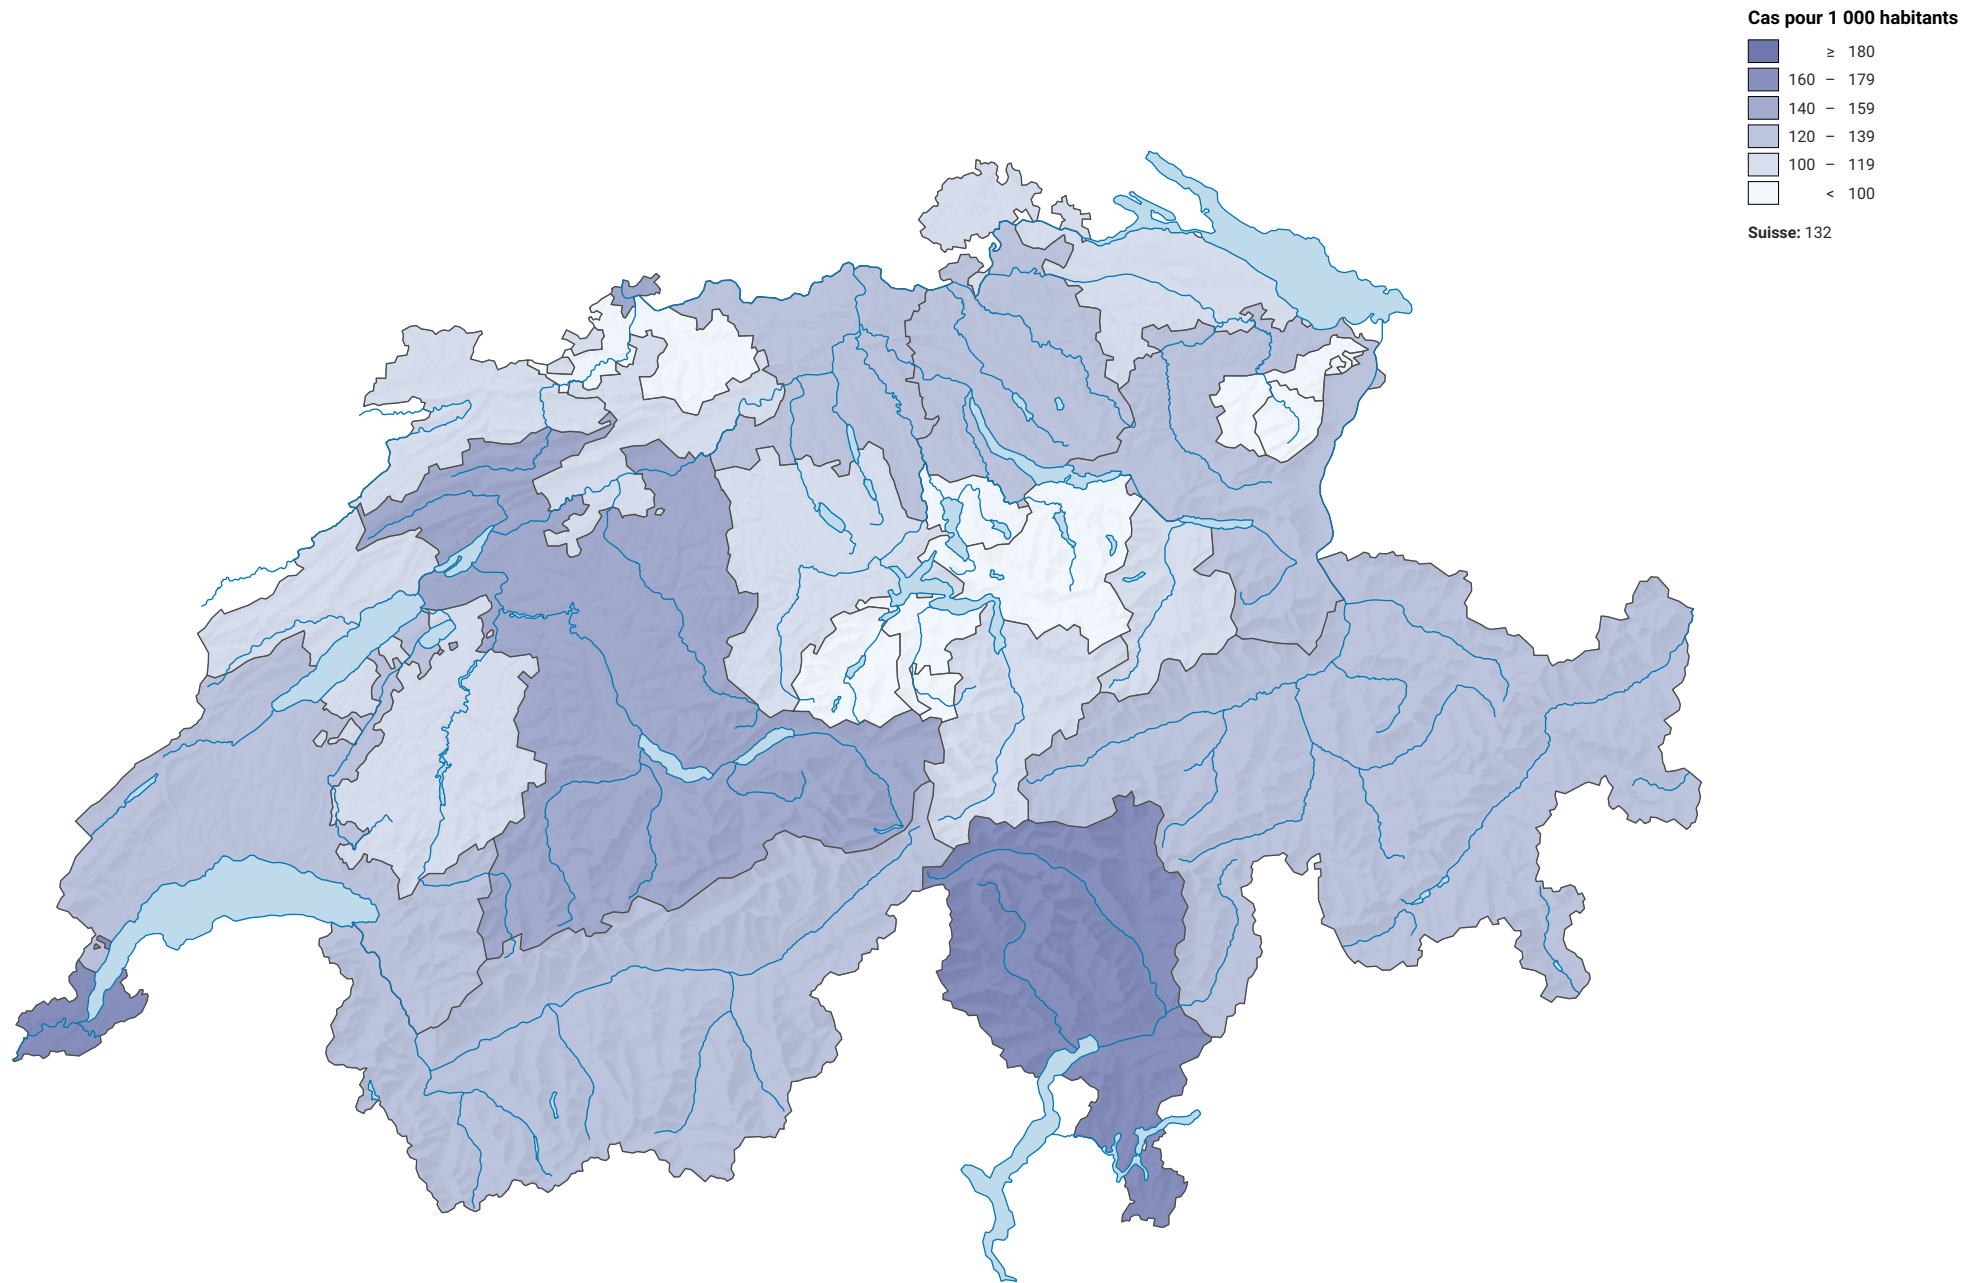 Cas pour 1 000 habitants
≥ 180
160 – 179
140 – 159
120 – 139
100 – 119
< 100
Suisse: 132